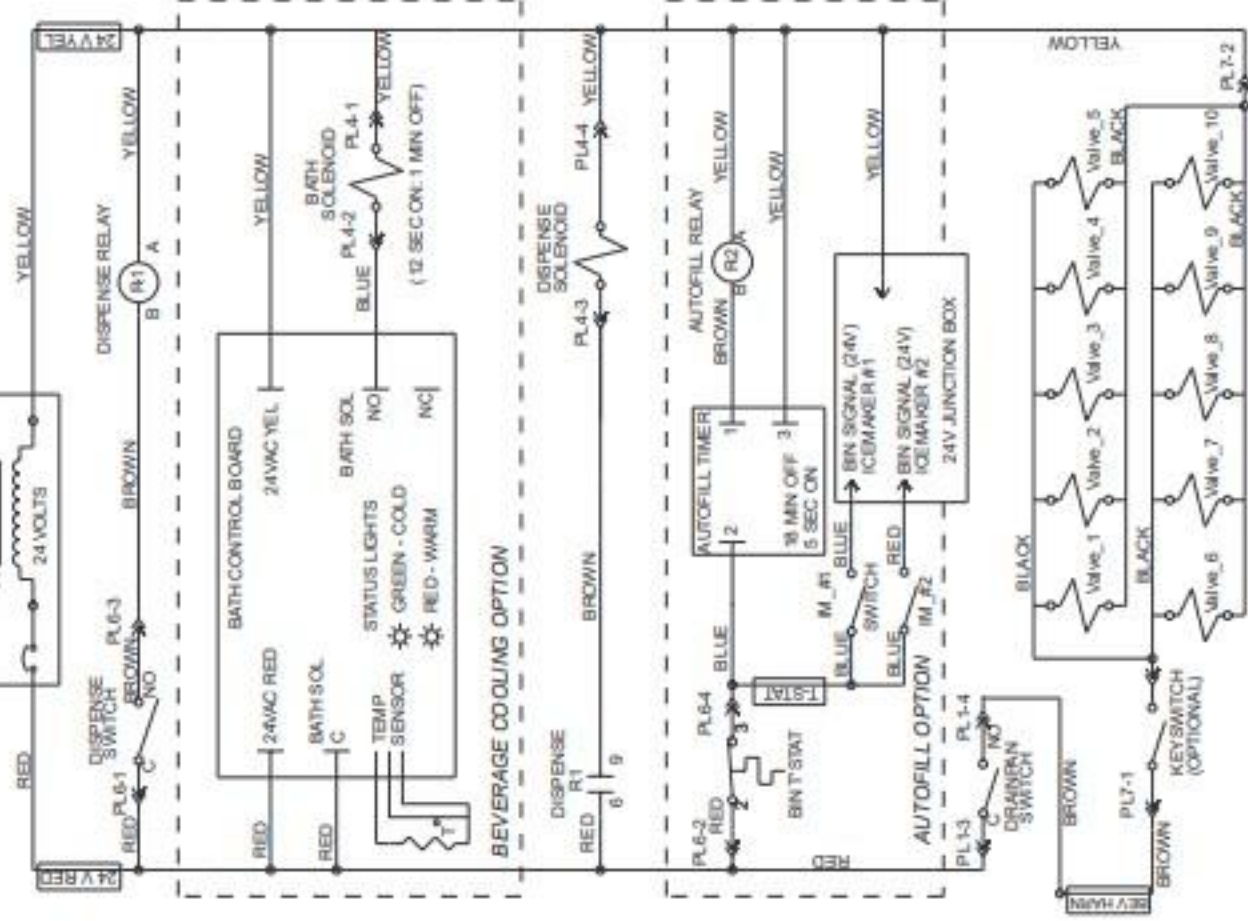 24 V YEL
YELLOW
24 VOLTS
RED
24 V RED
DISPENSE RELAY
YELLOW
A
R1
B
BROWN
PL6-3
BROWN
NO
DISPENSE
SWITCH
C
PL6-1
RED
BATH CONTROL BOARD
YELLOW
24VAC YEL
24VAC RED
RED
YELLOW
PL4-1
BATH
SOLENOID
PL4-2
BLUE
(12 SEC ON: 1 MIN OFF)
BATH SOL
NO
NC
BATH SOL
C
RED
STATUS LIGHTS
GREEN - COLD
RED - WARM
TEMP
SENSOR
T°
BEVERAGE COOLING OPTION
YELLOW
PL4-4
DISPENSE
SOLENOID
PL4-3
BROWN
DISPENSE
R1
9
6
RED
AUTOFILL RELAY
YELLOW
A
R2
B
BROWN
YELLOW
AUTOFILL TIMER
1
3
2
18 MIN OFF
5 SEC ON
BLUE
PL6-4
3
2
BIN T'STAT
RED
PL6-2
T-STAT
YELLOW
BIN SIGNAL (24V)
ICEMAKER #1
BIN SIGNAL (24V)
ICEMAKER #2
24V JUNCTION BOX
BLUE
IM_#1
SWITCH
BLUE
RED
IM_#2
BLUE
AUTOFILL OPTION
RED
PL1-4
NO
DRAINPAN
SWITCH
C
PL1-3
BROWN
BEV HARN
YELLOW
PL7-2
BLACK
Valve_1
Valve_2
Valve_3
Valve_4
Valve_5
BLACK
BLACK
Valve_6
Valve_7
Valve_8
Valve_9
Valve_10
BLACK
KEYSWITCH
(OPTIONAL)
PL7-1
BROWN